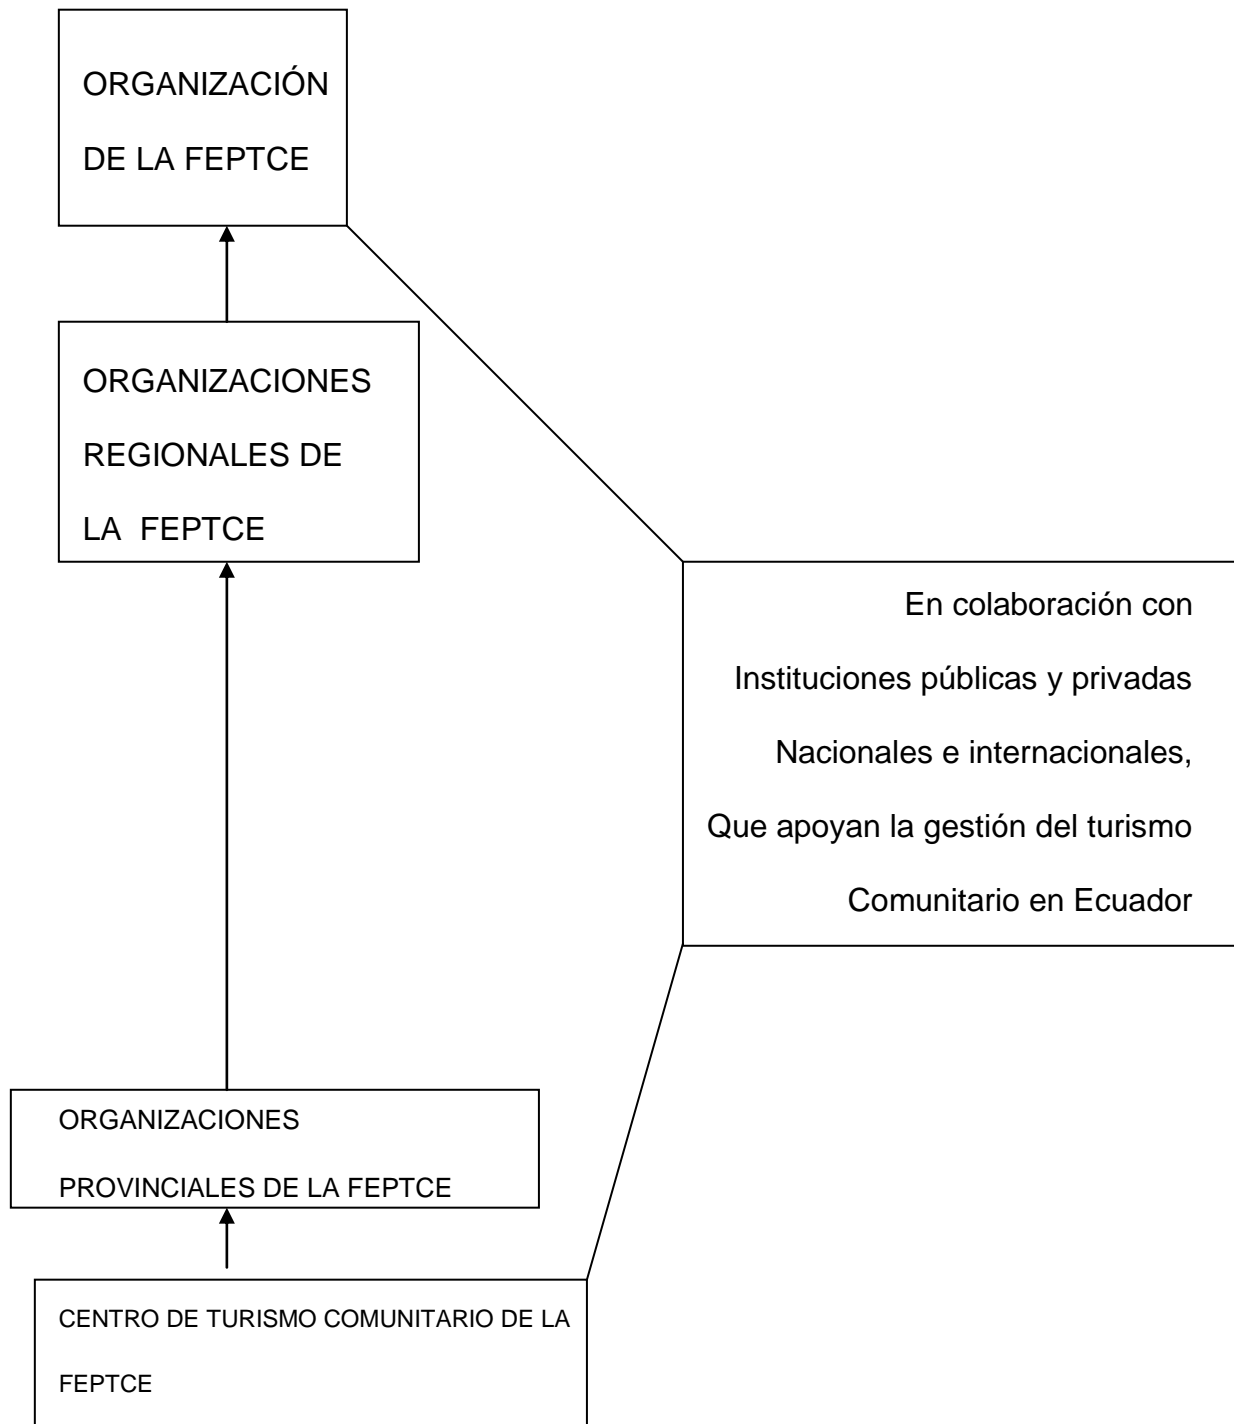 ORGANIZACIÓN
DE LA FEPTCE
ORGANIZACIONES
REGIONALES DE
LA FEPTCE
En colaboración con
Instituciones públicas y privadas
Nacionales e internacionales,
Que apoyan la gestión del turismo
Comunitario en Ecuador
ORGANIZACIONES
PROVINCIALES DE LA FEPTCE
CENTRO DE TURISMO COMUNITARIO DE LA
FEPTCE